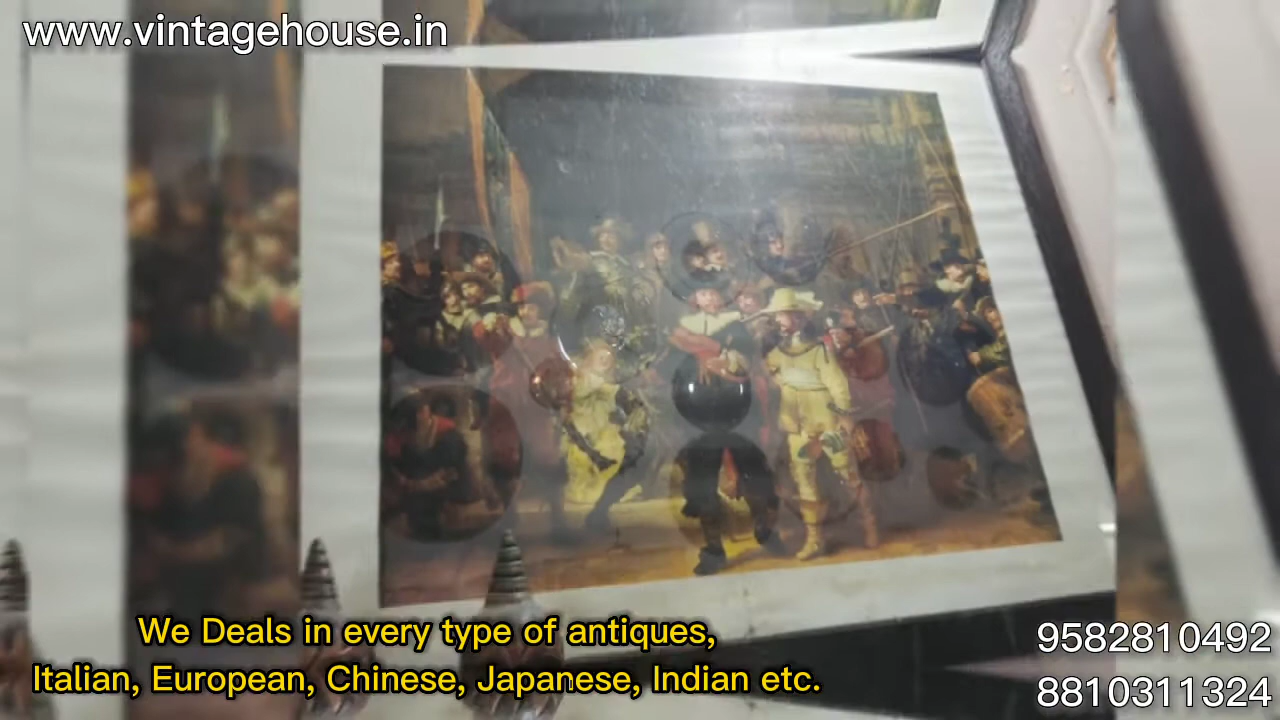 www.vintagehouse.in
We Deals in every type of antiques,
Italian, European, Chinese, Japanese, Indian etc.
9582810492
8810311324